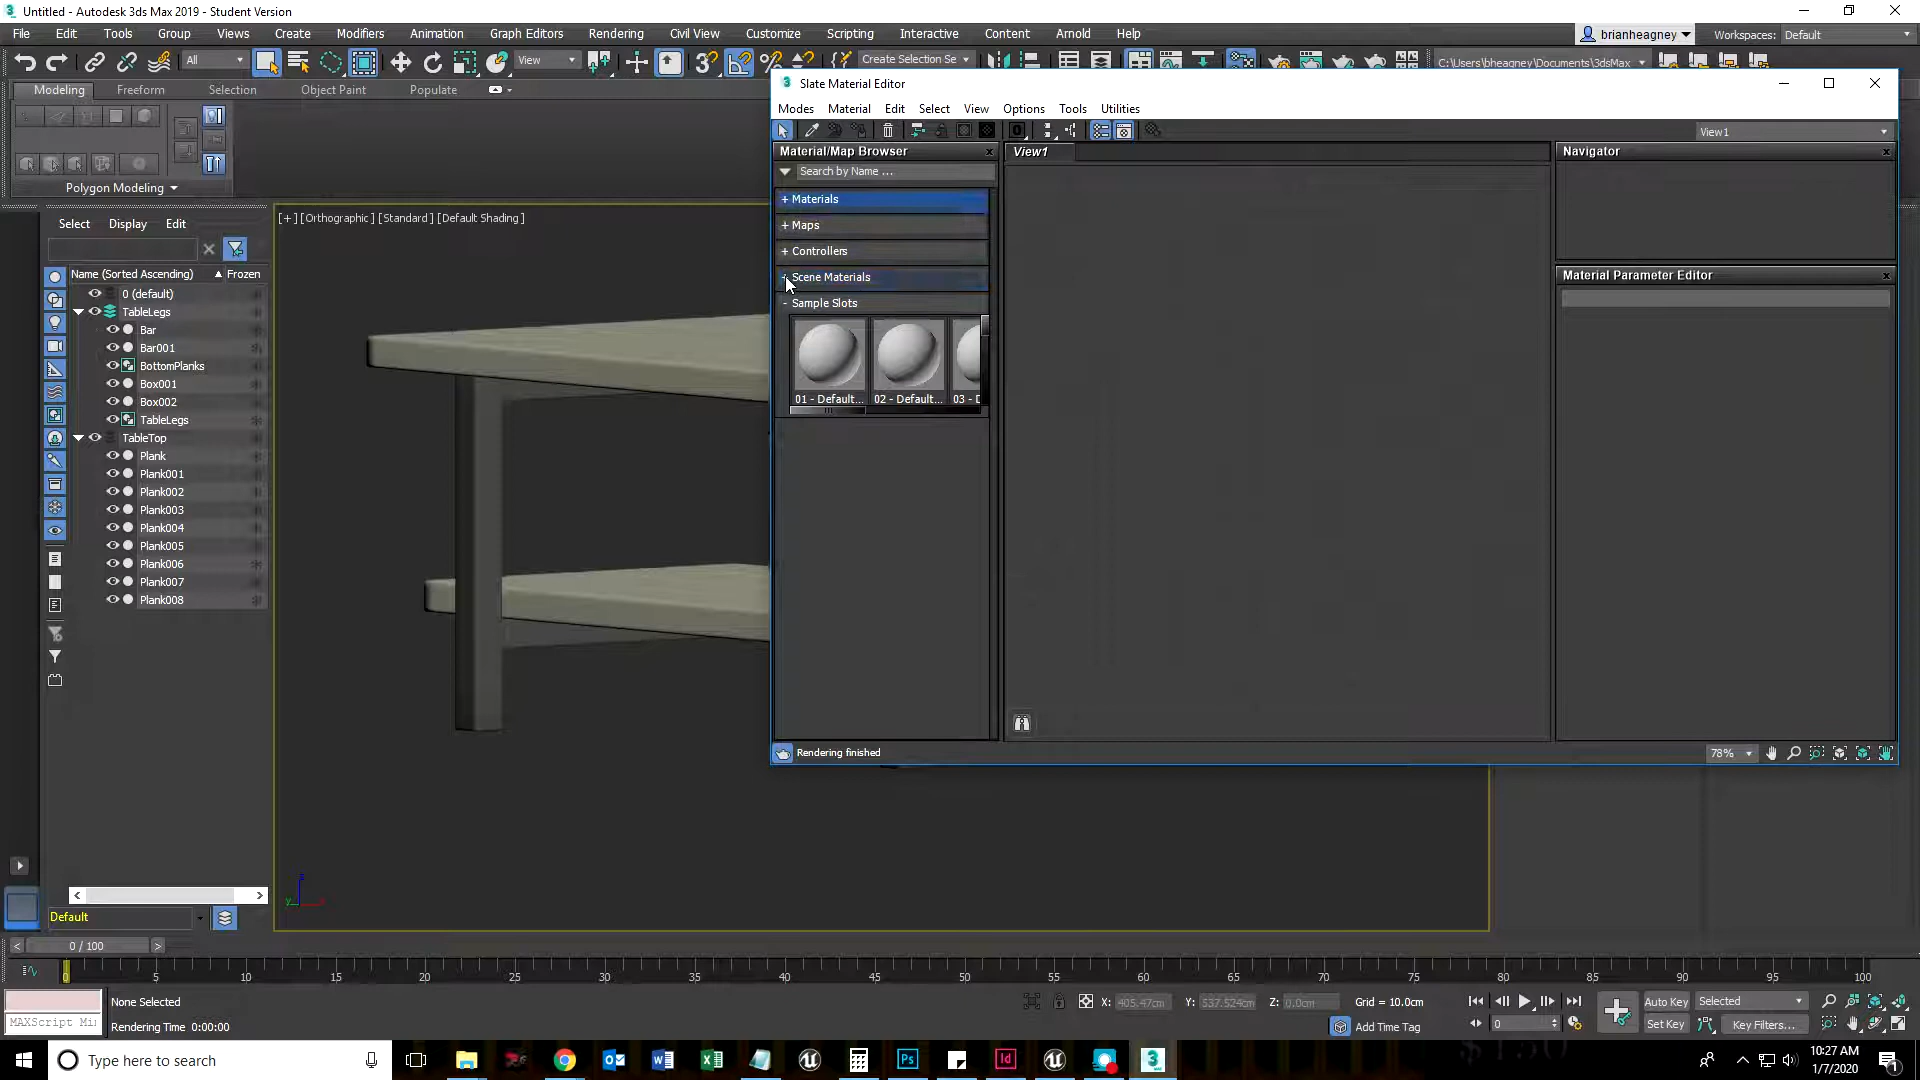 Untitled - Autodesk 3ds Max 2019 - Student Version
File Edit Tools Group Views Create Modifiers Animation Graph Editors Rendering Civil View Customize Scripting Interactive Content Arnold Help
brianheagney
Workspaces: Default
All
View
Create Selection Se
C:\Users\bheagney\Documents\3dsMax
Modeling Freeform Selection Object Paint Populate
Polygon Modeling
Select Display Edit
Name (Sorted Ascending) Frozen
0 (default)
TableLegs
Bar
Bar001
BottomPlanks
Box001
Box002
TableLegs
TableTop
Plank
Plank001
Plank002
Plank003
Plank004
Plank005
Plank006
Plank007
Plank008
Default
[+] [Orthographic] [Standard] [Default Shading]
Slate Material Editor
Modes Material Edit Select View Options Tools Utilities
View1
Material/Map Browser
Search by Name ...
+ Materials
+ Maps
+ Controllers
Scene Materials
- Sample Slots
01 - Default...
02 - Default...
03 - D
View1
Navigator
Material Parameter Editor
Rendering finished
78%
0 / 100
0 5 10 15 20 25 30 35 40 45 50 55 60 65 70 75 80 85 90 95 100
None Selected
X: 405.47cm Y: 537.524cm Z: 0.0cm Grid = 10.0cm
Auto Key Selected
MAXScript Mi
Rendering Time 0:00:00
Add Time Tag
0
Set Key Key Filters...
Type here to search
$150
10:27 AM
1/7/2020